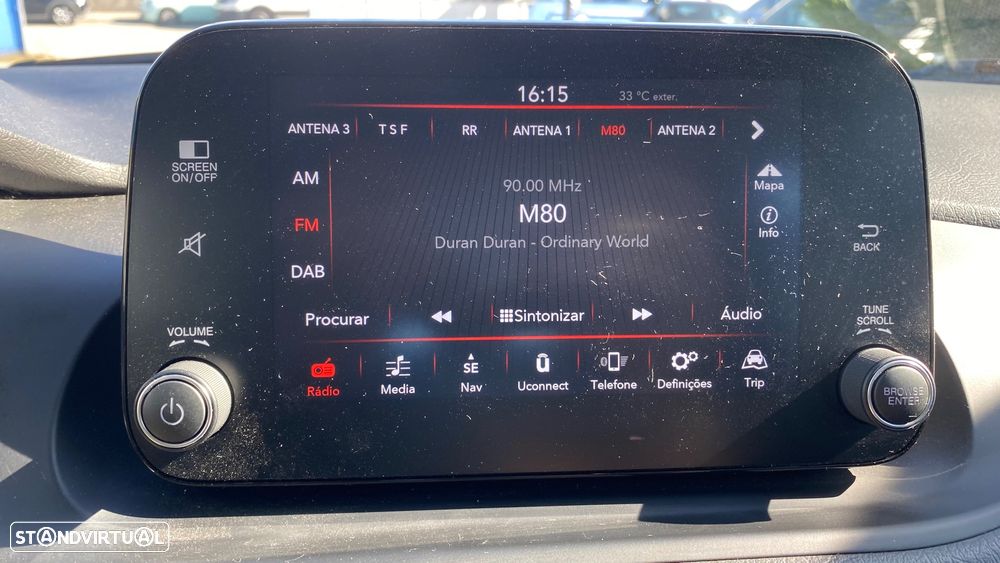 16:15 33 °C exter.
ANTENA 3 TSF RR ANTENA 1 M80 ANTENA 2
SCREEN
ON/OFF
AM
90.00 MHz
Mapa
M80
FM
Info
Duran Duran - Ordinary World
BACK
DAB
Procurar Sintonizar Áudio
VOLUME
TUNE
SCROLL
SE
Rádio Media Nav Uconnect Telefone Definições Trip
BROWSE
ENTER
STANDVIRTUAL